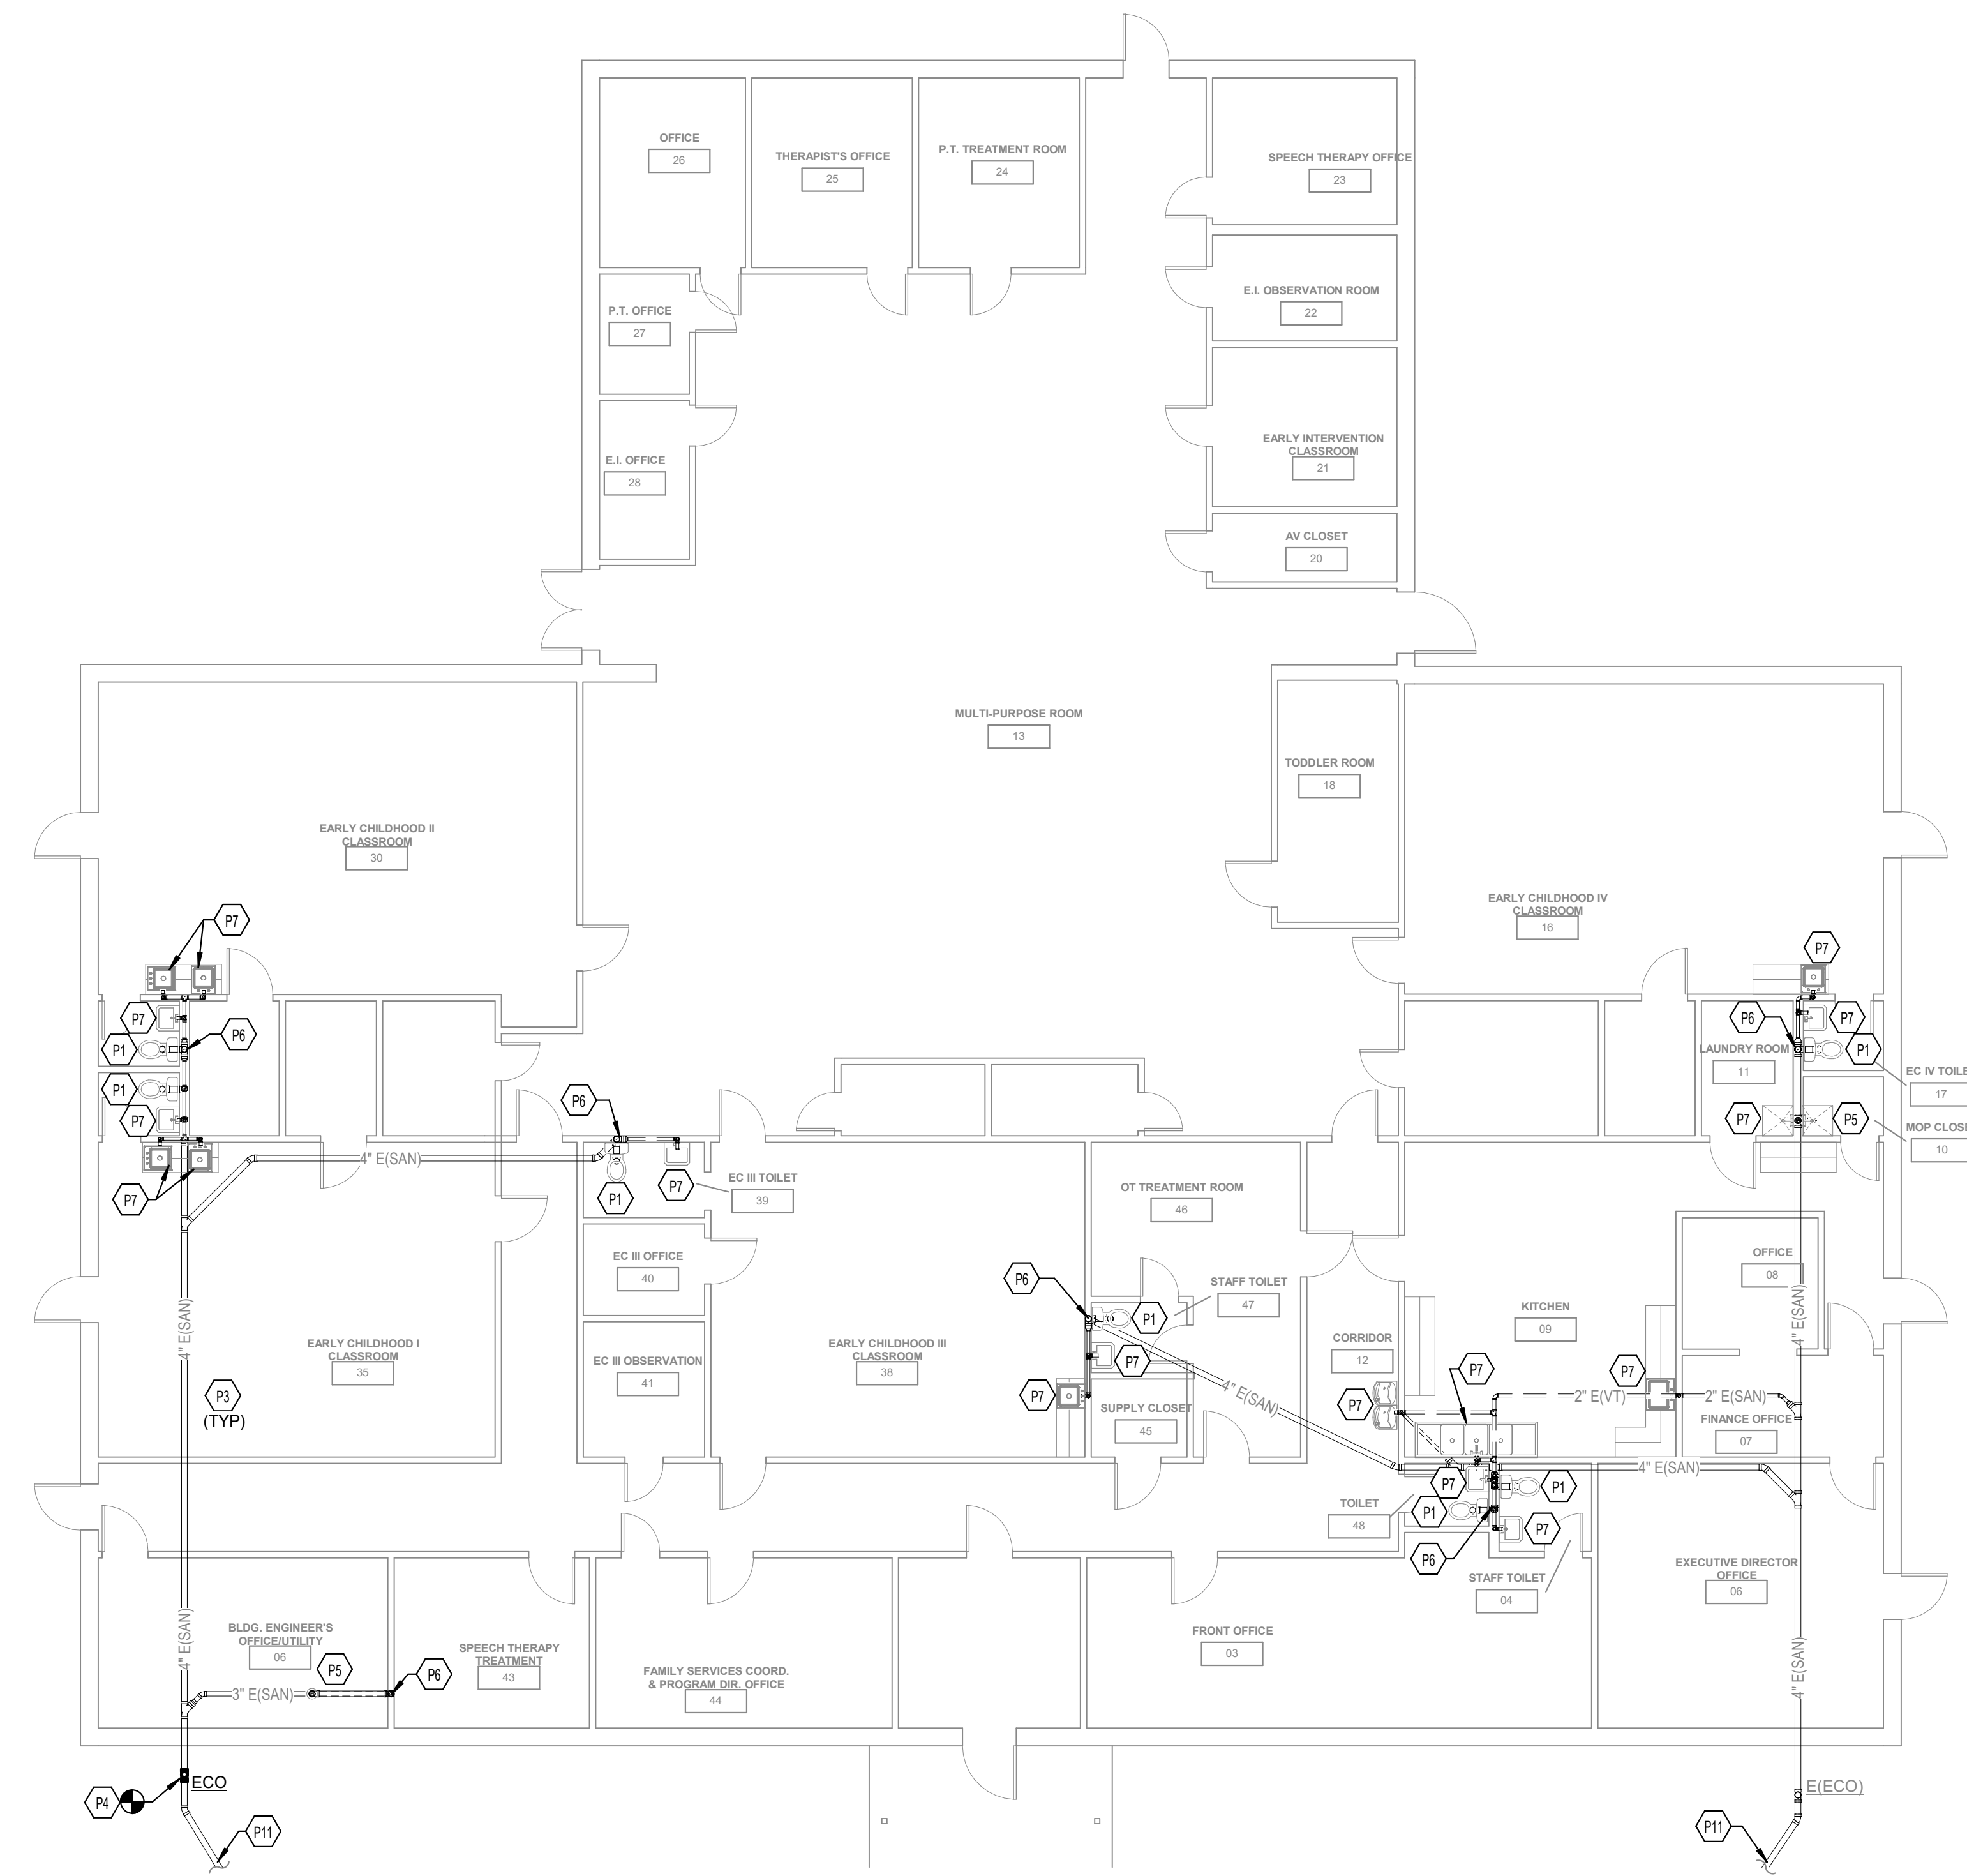 OFFICE
26
THERAPIST'S OFFICE
25
P.T. TREATMENT ROOM
24
SPEECH THERAPY OFFICE
23
P.T. OFFICE
27
E.I. OBSERVATION ROOM
22
E.I. OFFICE
28
EARLY INTERVENTION
CLASSROOM
21
AV CLOSET
20
MULTI-PURPOSE ROOM
13
TODDLER ROOM
18
EARLY CHILDHOOD II
CLASSROOM
30
EARLY CHILDHOOD IV
CLASSROOM
16
P7
P7
P7
P6
P1
P1
P7
P7
P6
P7
P6
P7
P1
LAUNDRY ROOM
11
EC IV TOILE
17
P7
P5
MOP CLOSE
10
4" E(SAN)
P1
P7
EC III TOILET
39
OT TREATMENT ROOM
46
EC III OFFICE
40
P6
STAFF TOILET
47
P1
OFFICE
08
KITCHEN
09
4" E(SAN)
4" E(SAN)
EARLY CHILDHOOD I
CLASSROOM
35
EC III OBSERVATION
41
EARLY CHILDHOOD III
CLASSROOM
38
P7
CORRIDOR
12
P7
P7
P3
(TYP)
P7
4" E(SAN)
P7
2" E(VT)
2" E(SAN)
SUPPLY CLOSET
45
FINANCE OFFICE
07
4" E(SAN)
P7
P1
P1
TOILET
48
P7
P6
STAFF TOILET
04
EXECUTIVE DIRECTOR
OFFICE
06
4" E(SAN)
BLDG. ENGINEER'S
OFFICE/UTILITY
06
P5
SPEECH THERAPY
TREATMENT
43
P6
FAMILY SERVICES COORD.
& PROGRAM DIR. OFFICE
44
FRONT OFFICE
03
3" E(SAN)
4" E(SAN)
ECO
P4
P11
E(ECO)
P11